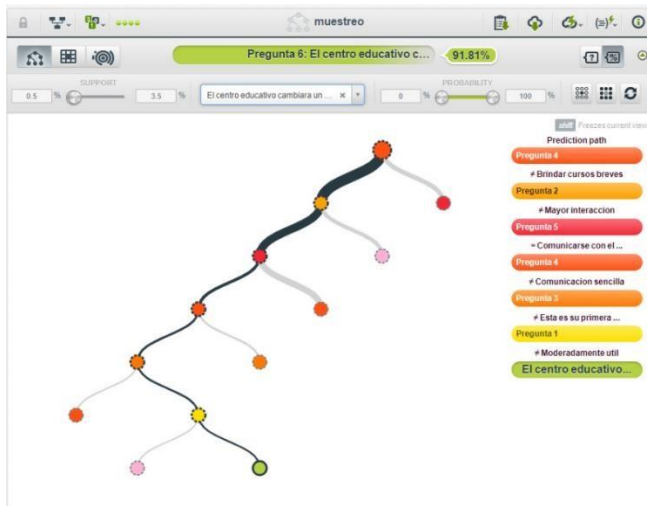 muestreo
Pregunta 6: El centro educativo c... 91.81%
SUPPORT
PROBABILITY
0.5 % 3.5 % El centro educativo cambiara un ... × 0 % 100 %
shift Freezes current view
Prediction path
Pregunta 4
≠ Brindar cursos breves
Pregunta 2
≠ Mayor interaccion
Pregunta 5
= Comunicarse con el ...
Pregunta 4
≠ Comunicacion sencilla
Pregunta 3
≠ Esta es su primera ...
Pregunta 1
≠ Moderadamente util
El centro educativo...